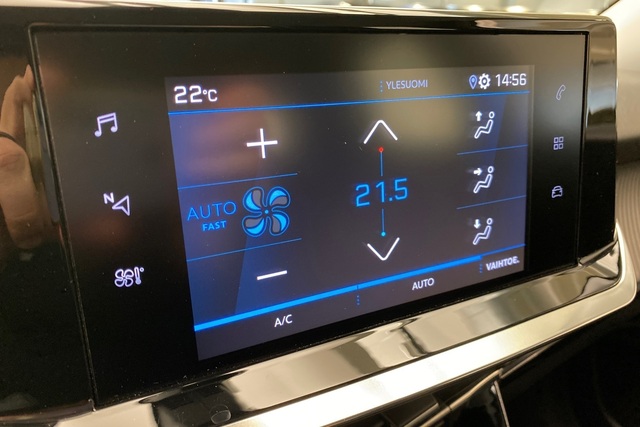 22°C
YLESUOMI
14:56
N
21.5
AUTO
FAST
VAIHTOE.
A/C
AUTO